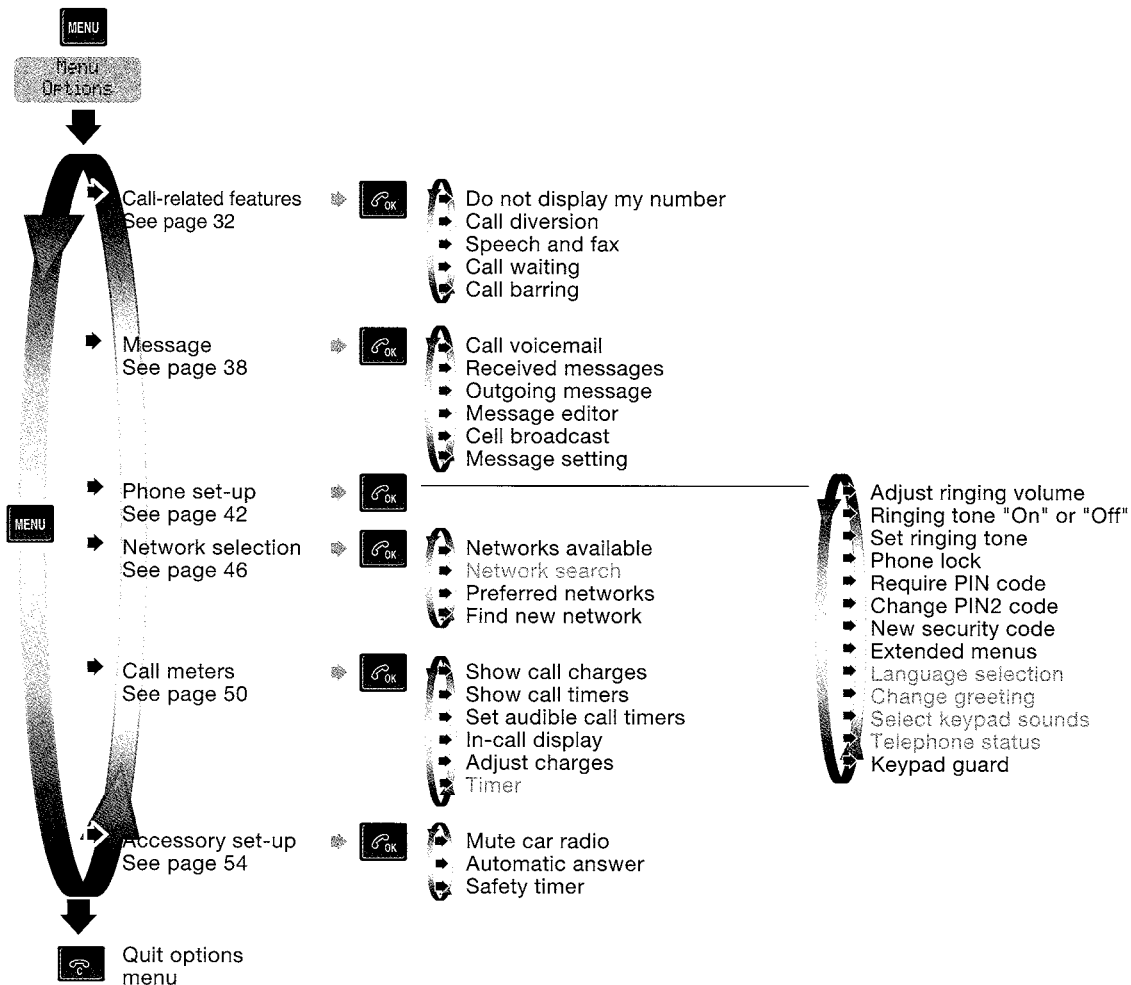 MENU
Menu
Options
Call-related features
See page 32
OK
Do not display my number
Call diversion
Speech and fax
Call waiting
Call barring
Message
See page 38
OK
Call voicemail
Received messages
Outgoing message
Message editor
Cell broadcast
Message setting
MENU
Phone set-up
See page 42
OK
Adjust ringing volume
Ringing tone "On" or "Off"
Set ringing tone
Phone lock
Require PIN code
Change PIN2 code
New security code
Extended menus
Language selection
Change greeting
Select keypad sounds
Telephone status
Keypad guard
Network selection
See page 46
OK
Networks available
Network search
Preferred networks
Find new network
Call meters
See page 50
OK
Show call charges
Show call timers
Set audible call timers
In-call display
Adjust charges
Timer
Accessory set-up
See page 54
OK
Mute car radio
Automatic answer
Safety timer
C
Quit options
menu